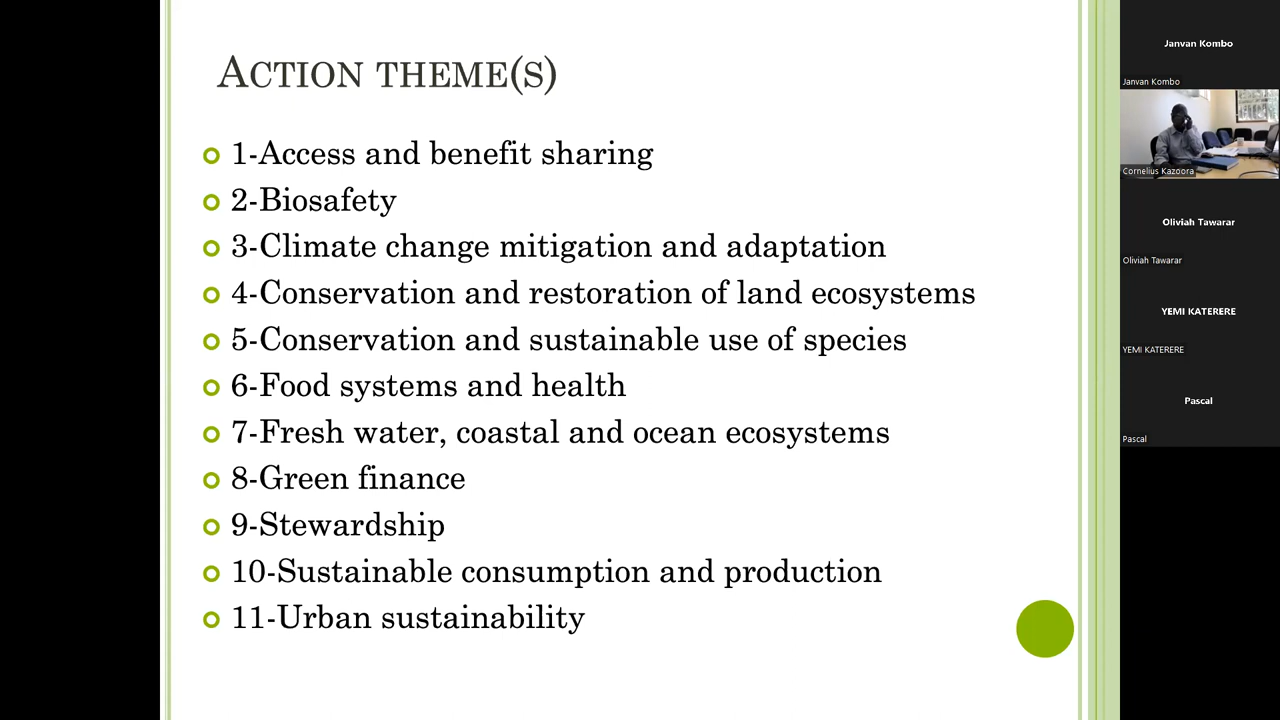 ACTION THEME(S)
1-Access and benefit sharing
2-Biosafety
3-Climate change mitigation and adaptation
4-Conservation and restoration of land ecosystems
5-Conservation and sustainable use of species
6-Food systems and health
7-Fresh water, coastal and ocean ecosystems
8-Green finance
9-Stewardship
10-Sustainable consumption and production
11-Urban sustainability
Janvan Kombo
Janvan Kombo
Cornelius Kazoora
Oliviah Tawarar
Oliviah Tawarar
YEMI KATERERE
YEMI KATERERE
Pascal
Pascal